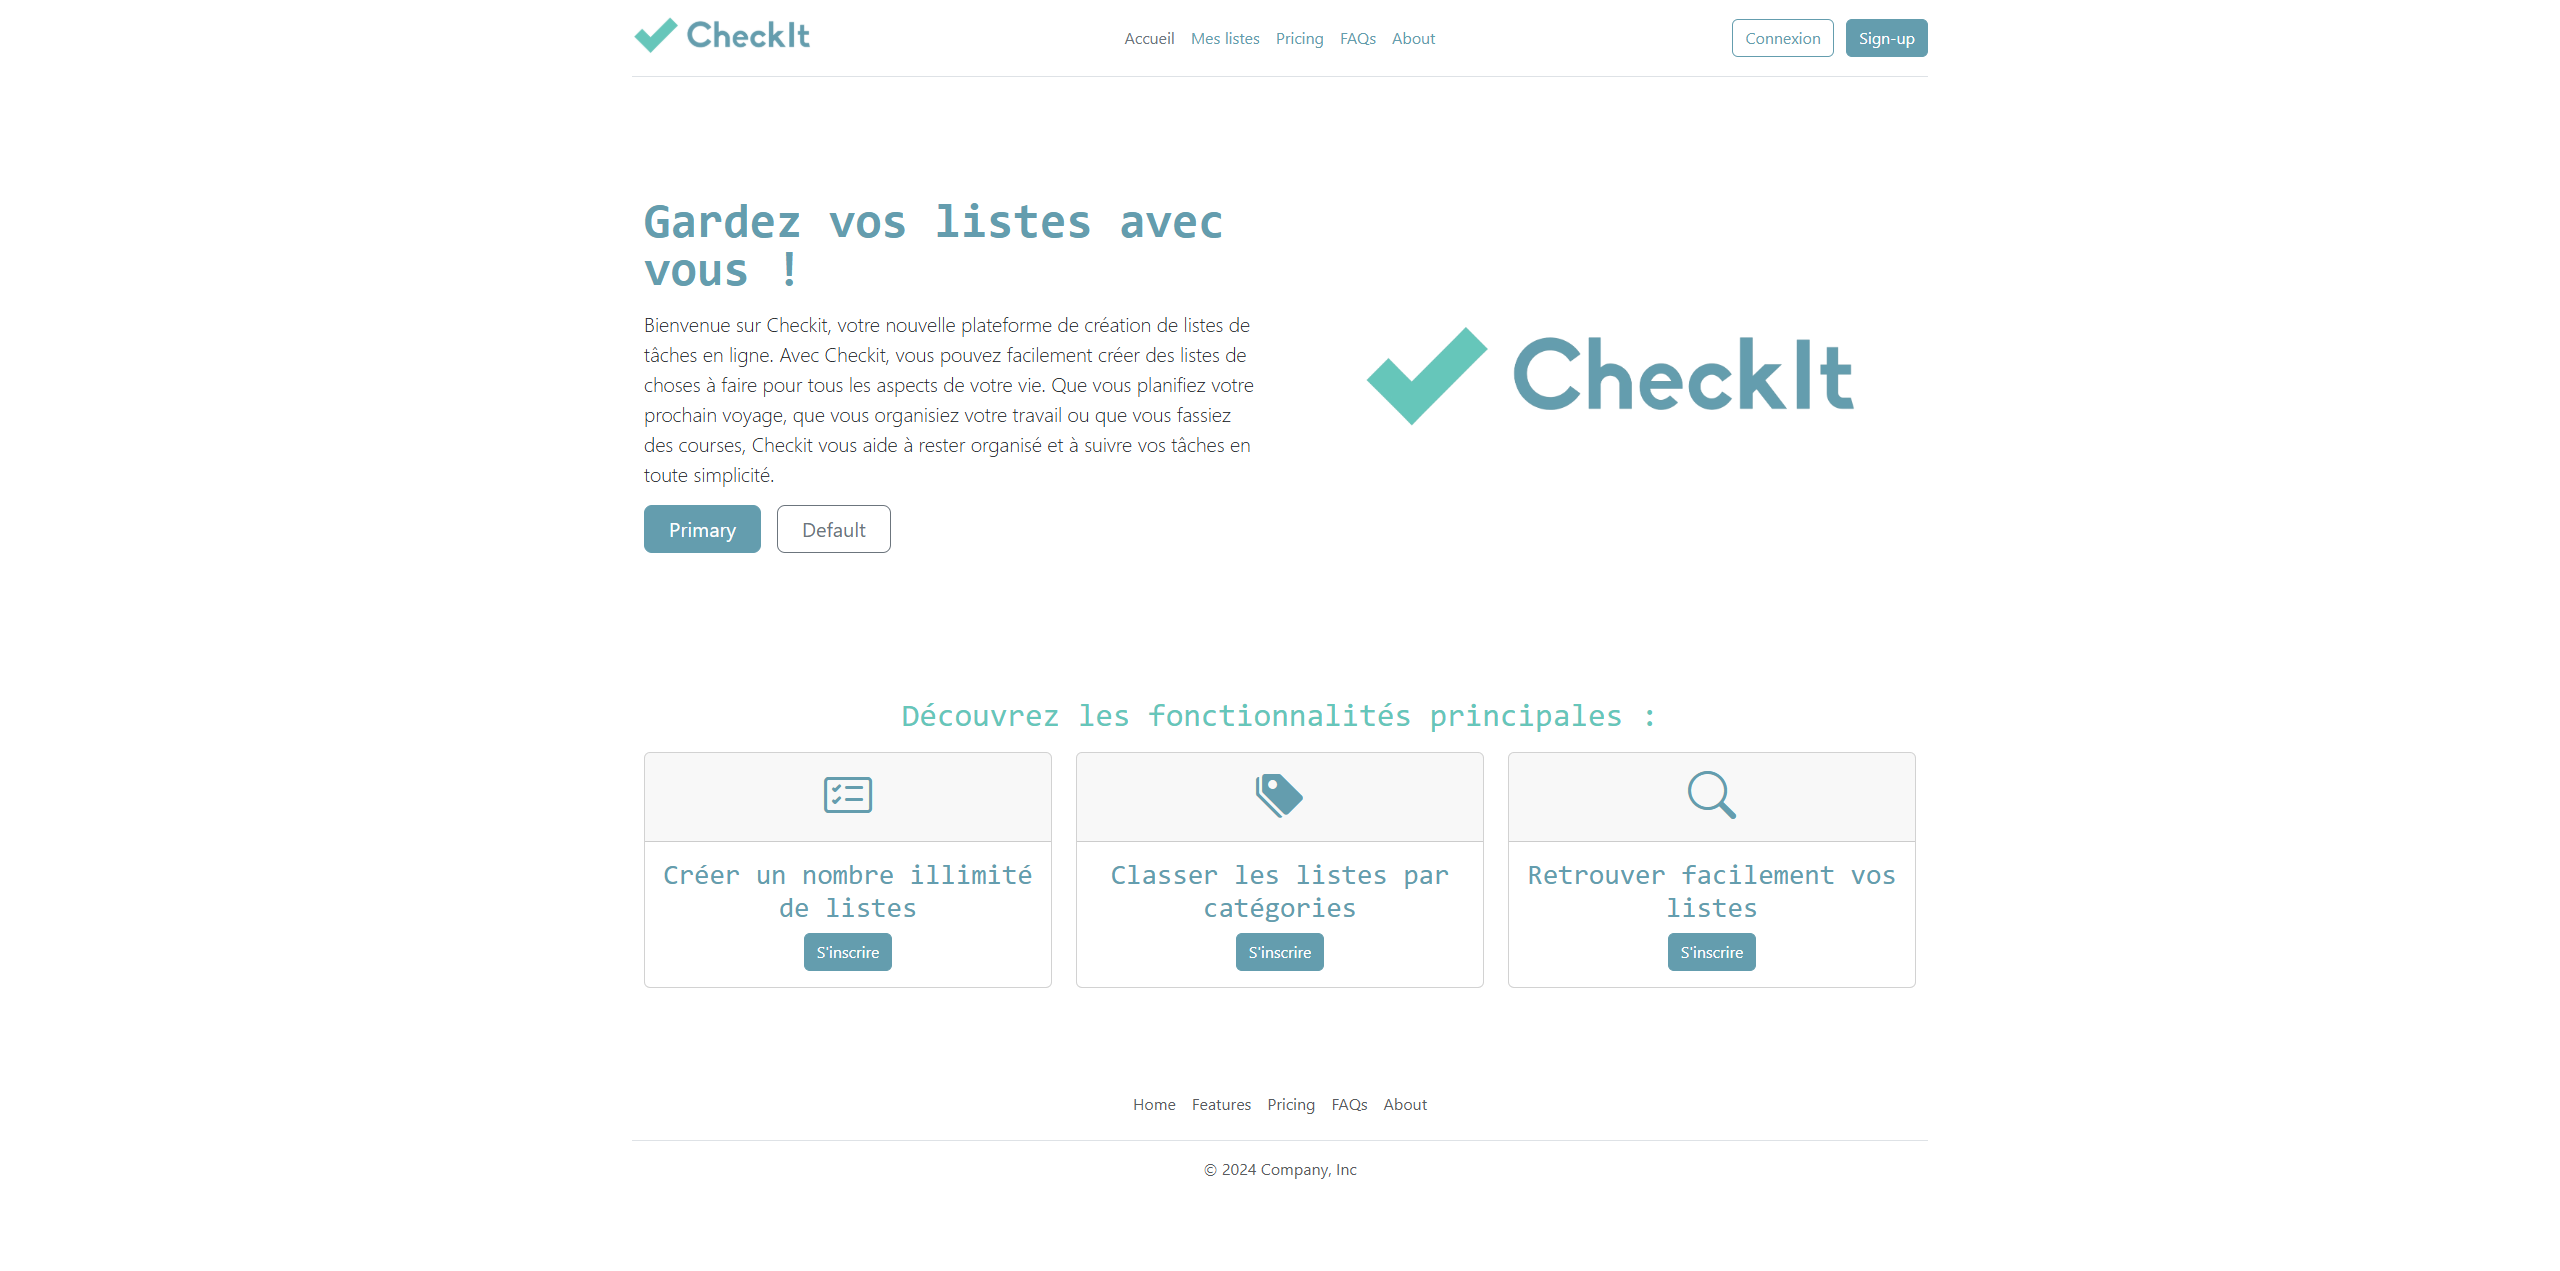 CheckIt
Accueil Mes listes Pricing FAQs About
Connexion Sign-up
Gardez vos listes avec
vous !
Bienvenue sur Checkit, votre nouvelle plateforme de création de listes de
tâches en ligne. Avec Checkit, vous pouvez facilement créer des listes de
choses à faire pour tous les aspects de votre vie. Que vous planifiez votre
prochain voyage, que vous organisiez votre travail ou que vous fassiez
des courses, Checkit vous aide à rester organisé et à suivre vos tâches en
toute simplicité.
Primary Default
CheckIt
Découvrez les fonctionnalités principales :
Créer un nombre illimité
de listes
S'inscrire
Classer les listes par
catégories
S'inscrire
Retrouver facilement vos
listes
S'inscrire
Home Features Pricing FAQs About
© 2024 Company, Inc